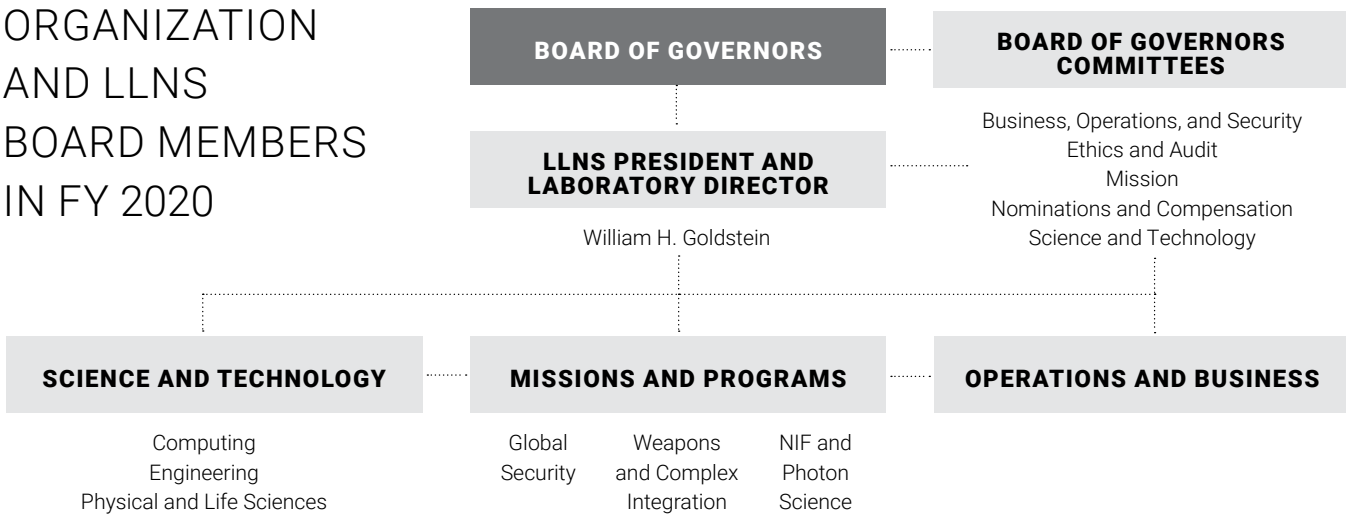 ORGANIZATION
AND LLNS
BOARD MEMBERS
IN FY 2020
BOARD OF GOVERNORS
BOARD OF GOVERNORS
COMMITTEES
Business, Operations, and Security
Ethics and Audit
Mission
Nominations and Compensation
Science and Technology
LLNS PRESIDENT AND
LABORATORY DIRECTOR
William H. Goldstein
SCIENCE AND TECHNOLOGY
Computing
Engineering
Physical and Life Sciences
MISSIONS AND PROGRAMS
Global
Security
Weapons
and Complex
Integration
NIF and
Photon
Science
OPERATIONS AND BUSINESS